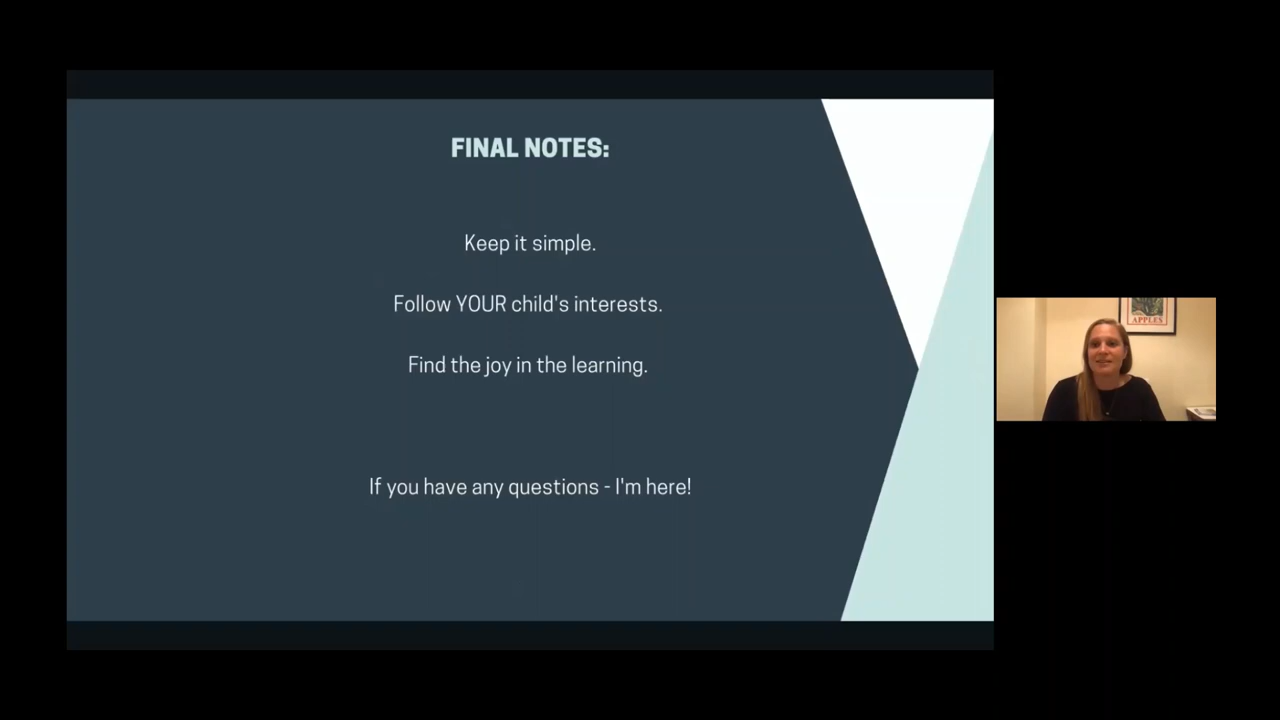 FINAL NOTES:
Keep it simple.
Follow YOUR child's interests.
Find the joy in the learning.
If you have any questions - I'm here!
APPLES